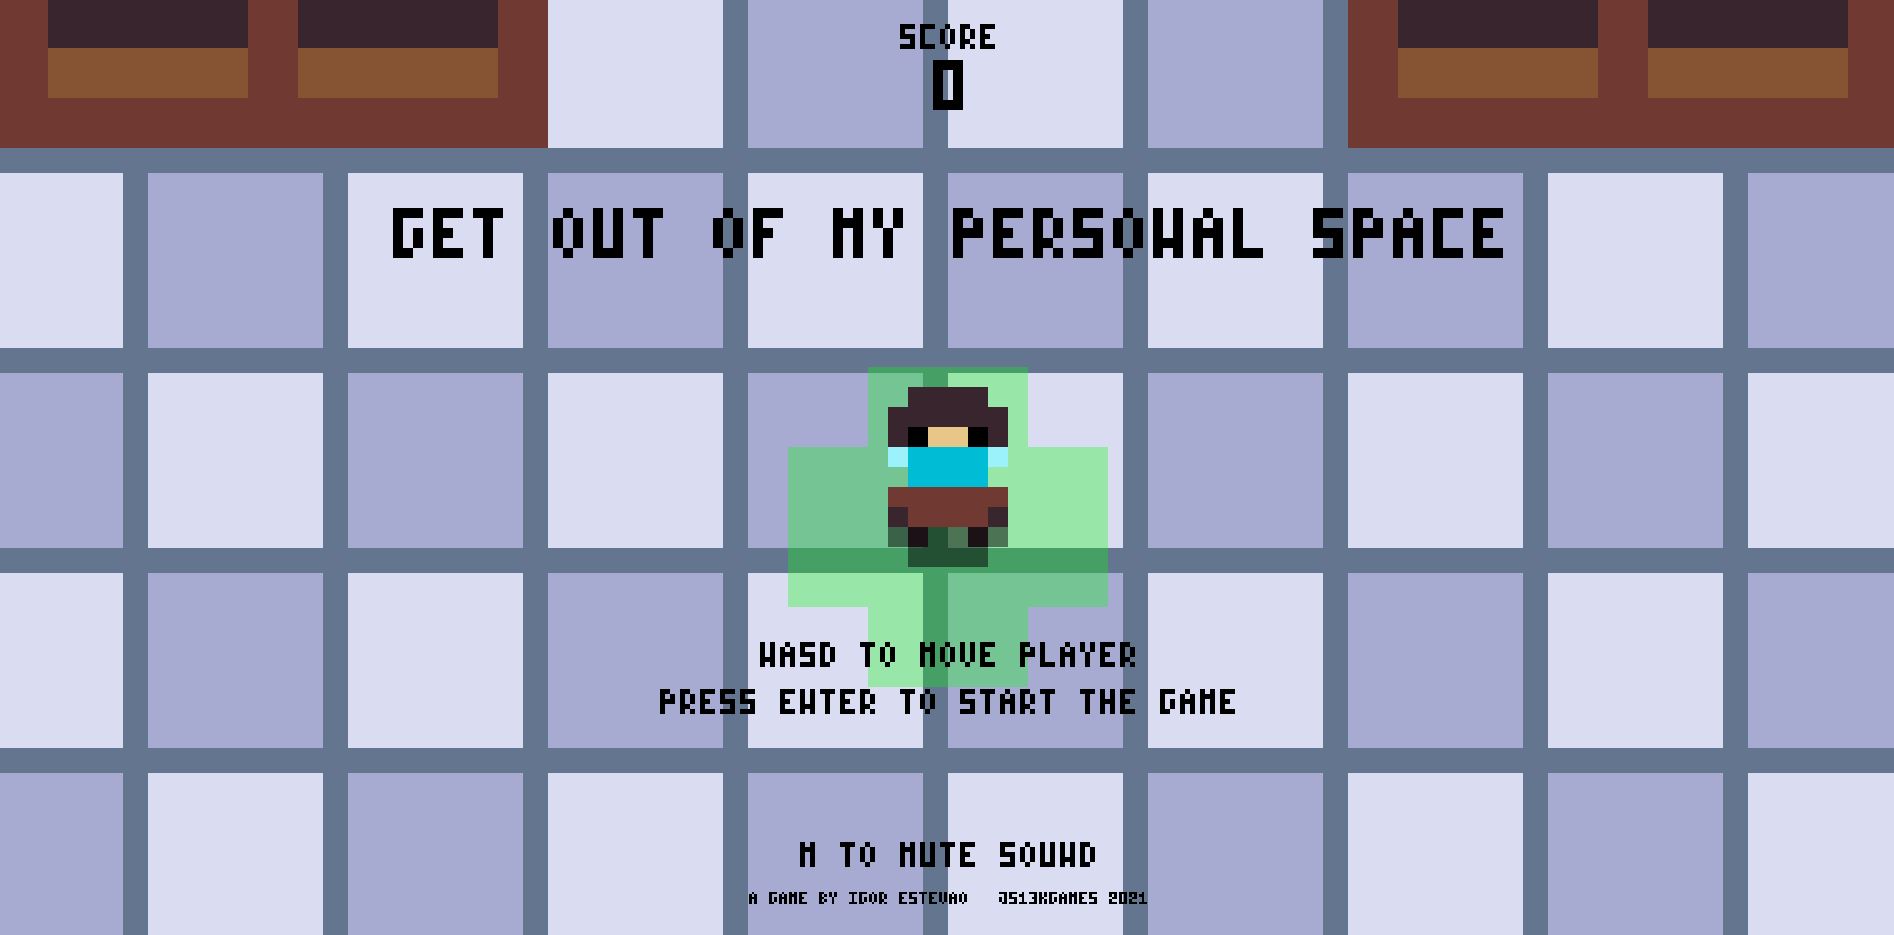 SCORE
0
GET OUT OF MY PERSONAL SPACE
WASD TO MOVE PLAYER
PRESS ENTER TO START THE GAME
M TO MUTE SOUND
A GAME BY IGOR ESTEVAO JS13KGAMES 2021